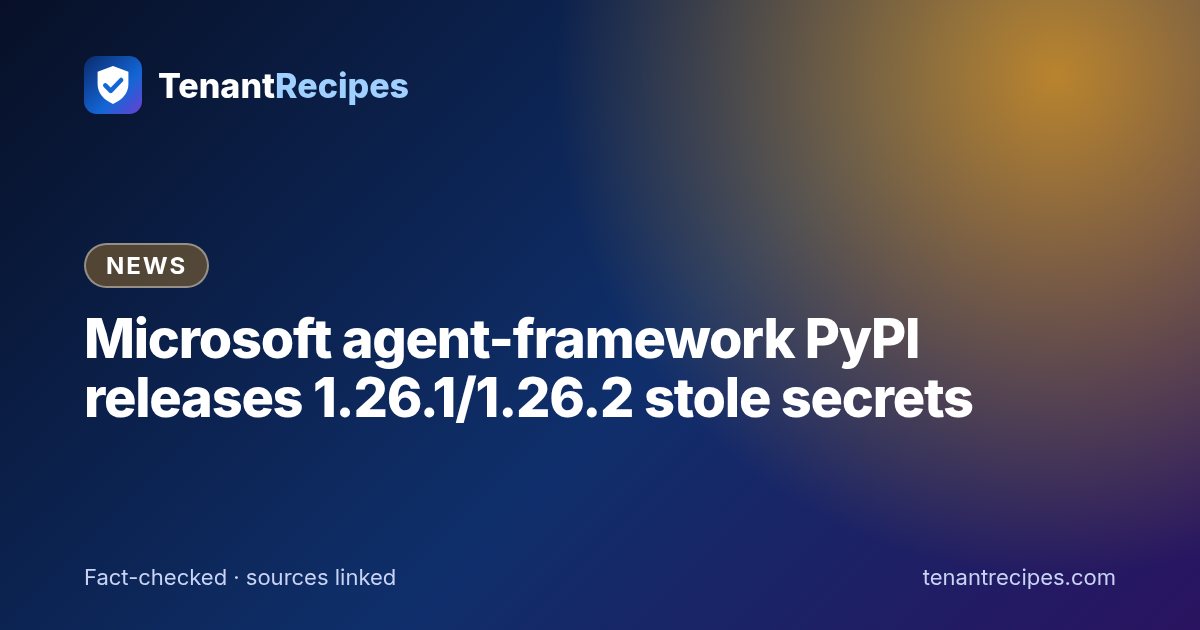 TenantRecipes
NEWS
Microsoft agent-framework PyPI
releases 1.26.1/1.26.2 stole secrets
Fact-checked · sources linked
tenantrecipes.com